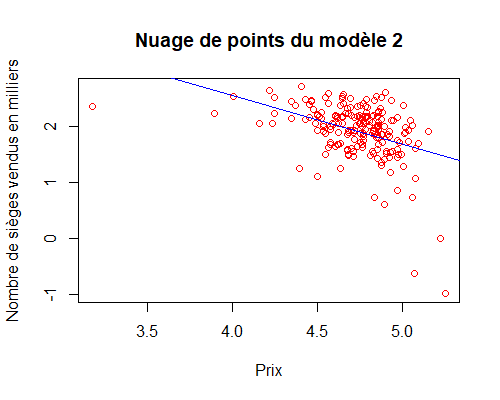 Nuage de points du modèle 2
Nombre de sièges vendus en milliers
2
1
0
-1
3.5 4.0 4.5 5.0
Prix